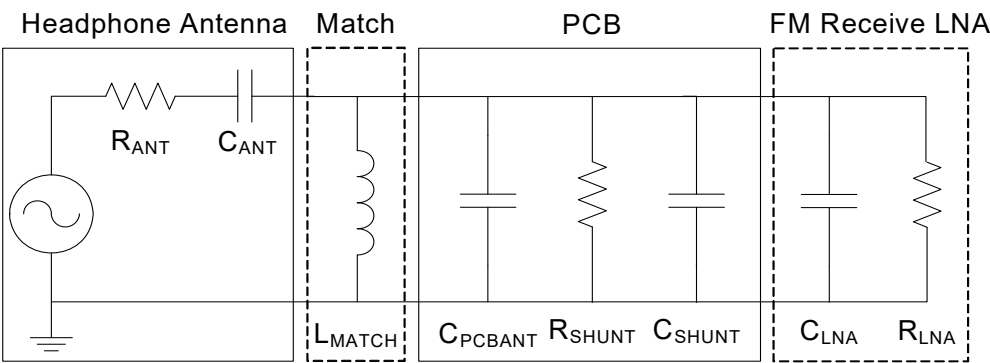 Headphone Antenna Match PCB FM Receive LNA
RANT CANT
LMATCH CPCBANT RSHUNT CSHUNT CLNA RLNA